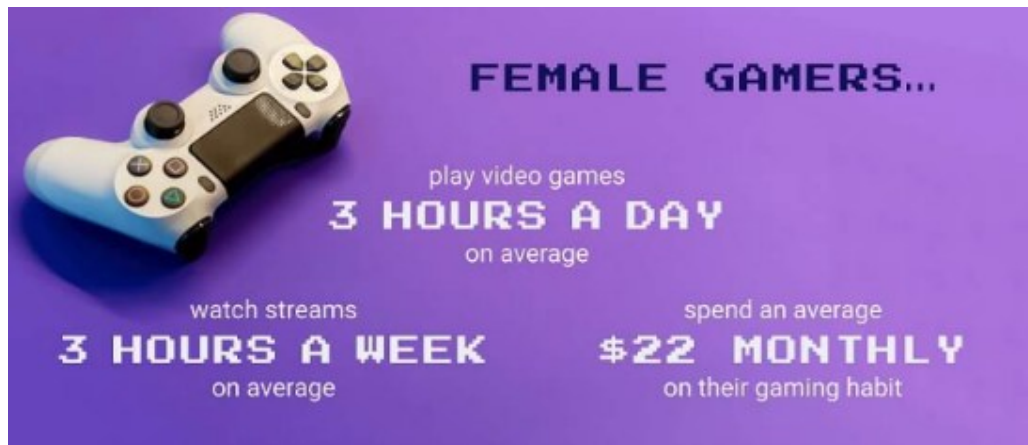 FEMALE GAMERS...
play video games
3 HOURS A DAY
on average
watch streams
3 HOURS A WEEK
on average
spend an average
$22 MONTHLY
on their gaming habit